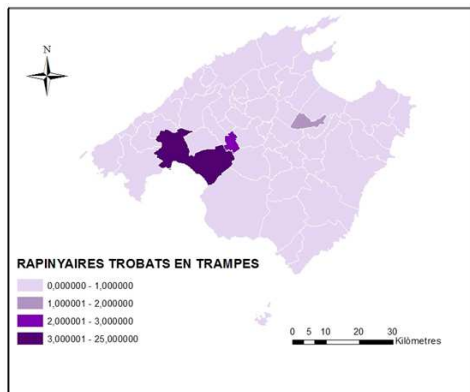 N
RAPINYAIRES TROBATS EN TRAMPES
0,000000 - 1,000000
1,000001 - 2,000000
2,000001 - 3,000000
3,000001 - 25,000000
0 5 10 20 30
Kilòmetres